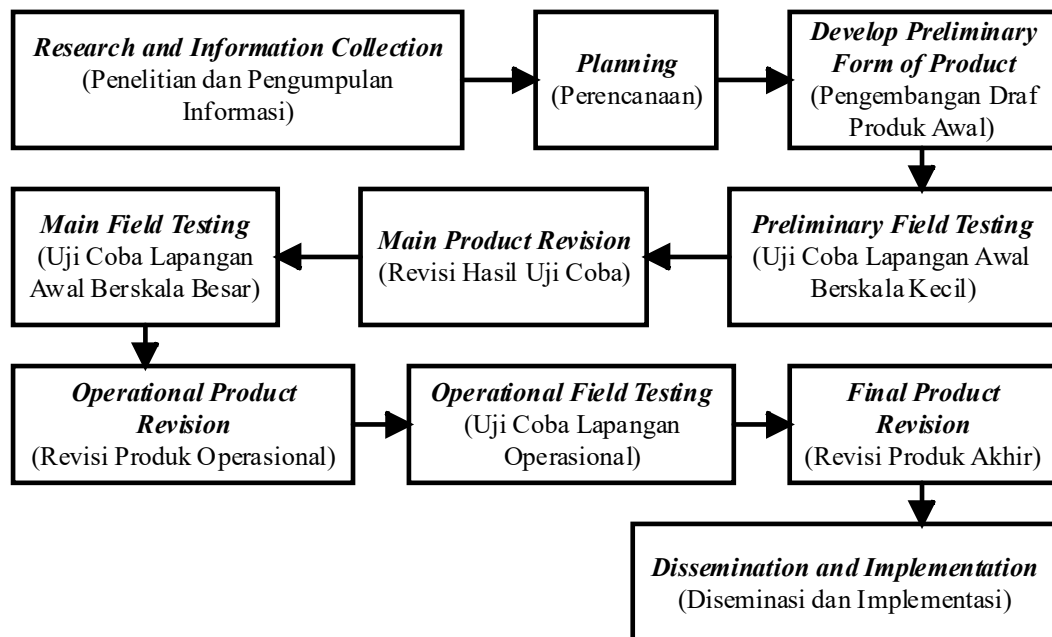 Research and Information Collection
(Penelitian dan Pengumpulan
Informasi)
Planning
(Perencanaan)
Develop Preliminary
Form of Product
(Pengembangan Draf
Produk Awal)
Preliminary Field Testing
(Uji Coba Lapangan Awal
Berskala Kecil)
Main Product Revision
(Revisi Hasil Uji Coba)
Main Field Testing
(Uji Coba Lapangan
Awal Berskala Besar)
Operational Product
Revision
(Revisi Produk Operasional)
Operational Field Testing
(Uji Coba Lapangan
Operasional)
Final Product
Revision
(Revisi Produk Akhir)
Dissemination and Implementation
(Diseminasi dan Implementasi)